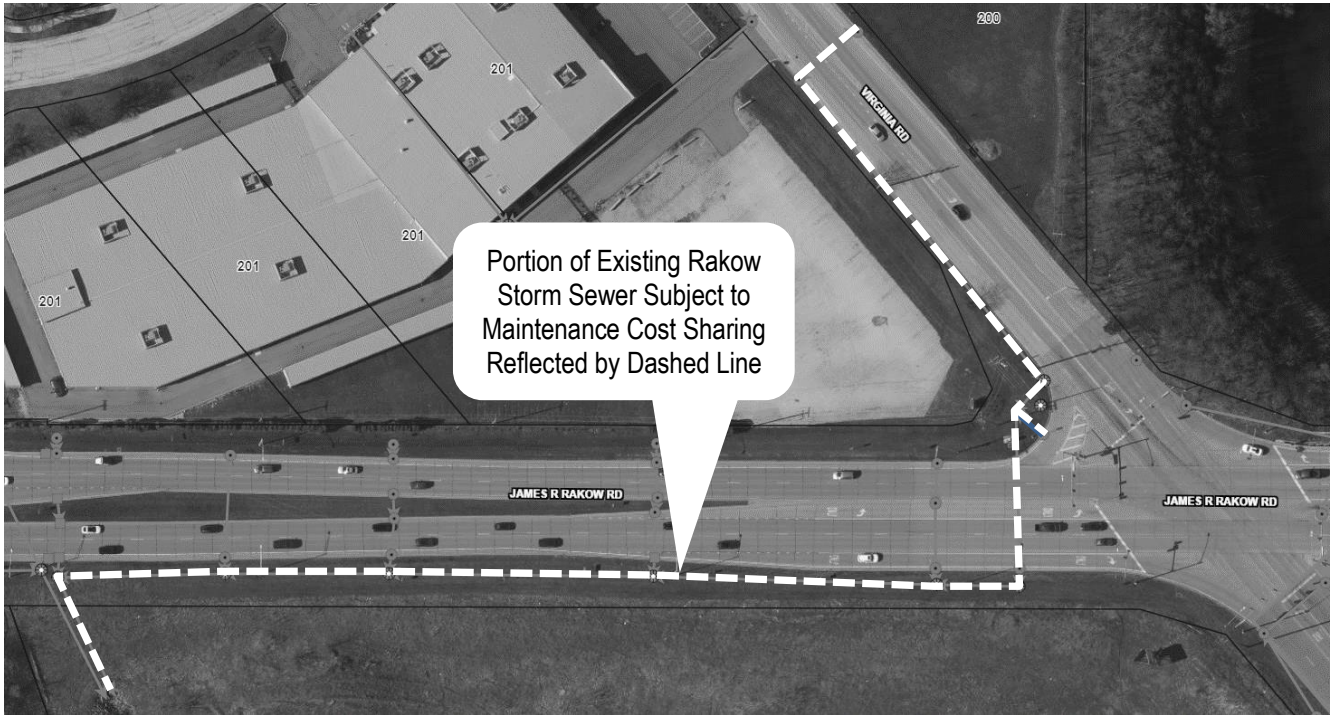 200
VIRGINIA RD
201
201
201
201
Portion of Existing Rakow
Storm Sewer Subject to
Maintenance Cost Sharing
Reflected by Dashed Line
JAMES R RAKOW RD
JAMES R RAKOW RD